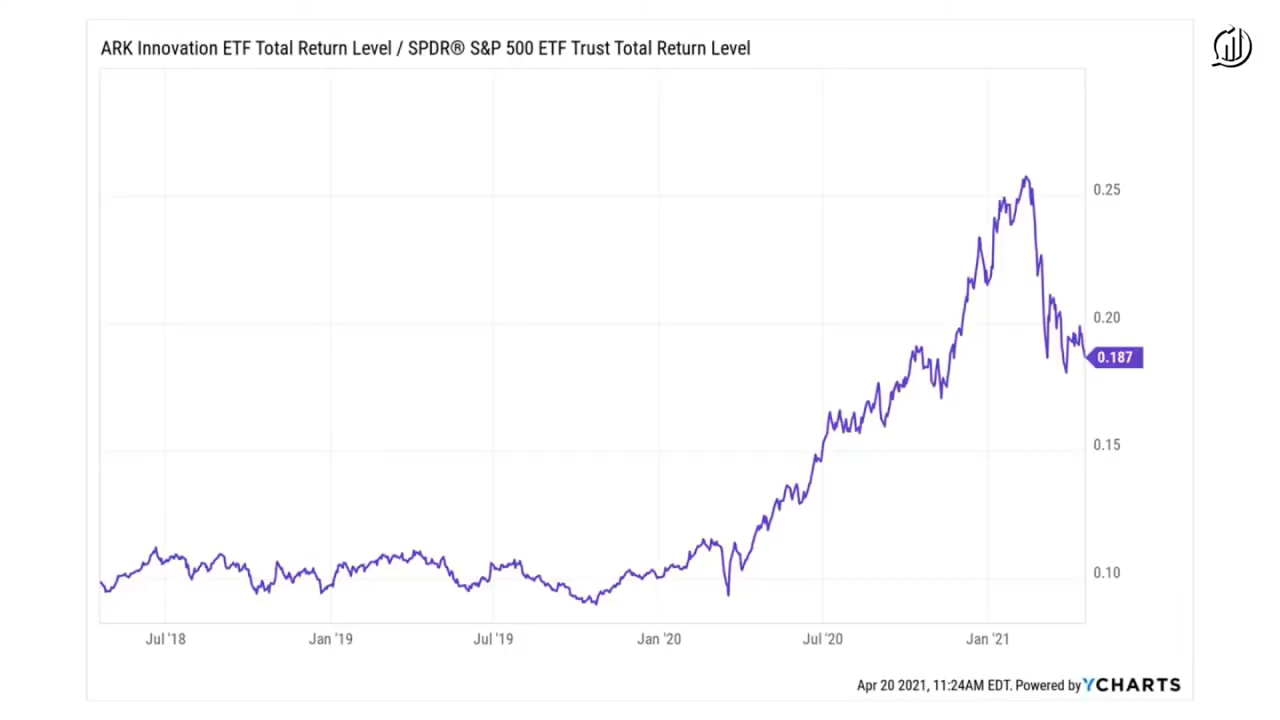 ARK Innovation ETF Total Return Level / SPDR® S&P 500 ETF Trust Total Return Level
0.25
0.20
0.187
0.15
0.10
Jul '18 Jan '19 Jul '19 Jan '20 Jul '20 Jan '21
Apr 20 2021, 11:24AM EDT. Powered by YCHARTS